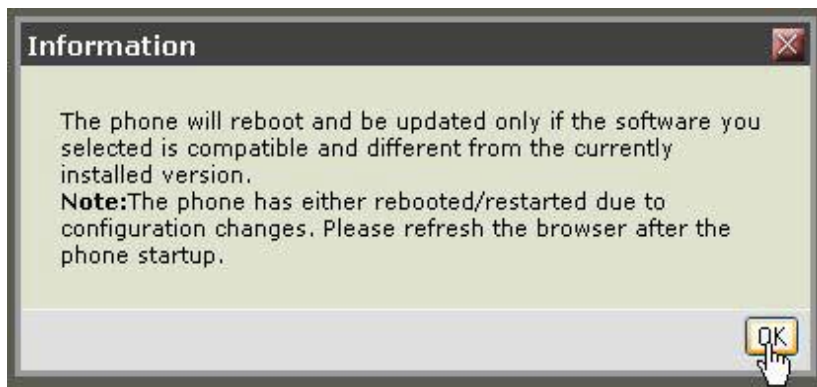 Information
The phone will reboot and be updated only if the software you
selected is compatible and different from the currently
installed version.
Note:The phone has either rebooted/restarted due to
configuration changes. Please refresh the browser after the
phone startup.
OK